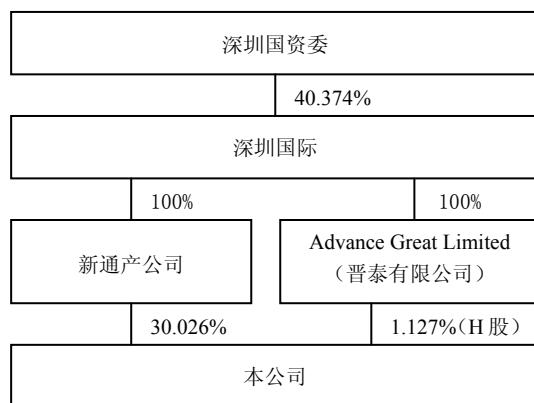 深圳国资委
40.374%
深圳国际
100%
100%
新通产公司
Advance Great Limited
（晋泰有限公司）
30.026%
1.127%（H 股）
本公司